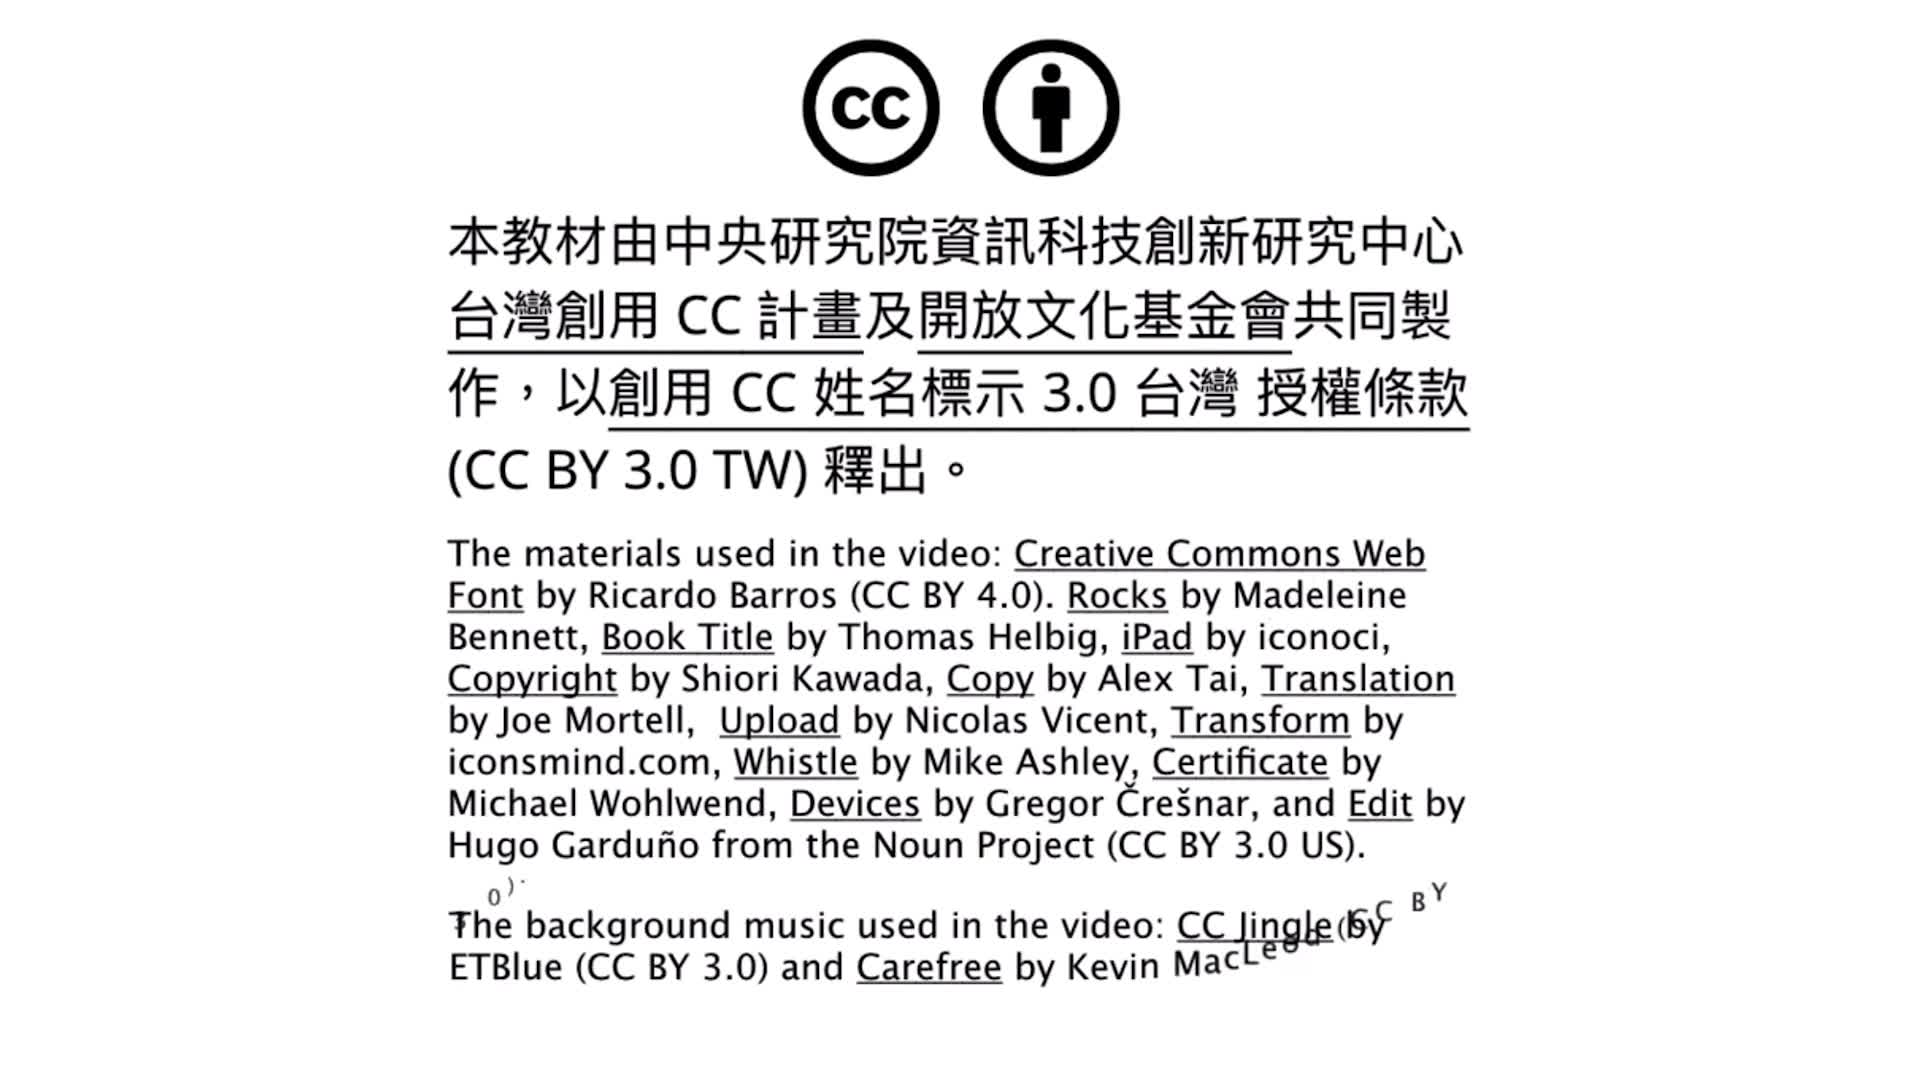 cc
本教材由中央研究院資訊科技創新研究中心
台灣創用 CC 計畫及開放文化基金會共同製
作，以創用 CC 姓名標示 3.0 台灣 授權條款
(CC BY 3.0 TW) 釋出。
The materials used in the video: Creative Commons Web
Font by Ricardo Barros (CC BY 4.0). Rocks by Madeleine
Bennett, Book Title by Thomas Helbig, iPad by iconoci,
Copyright by Shiori Kawada, Copy by Alex Tai, Translation
by Joe Mortell, Upload by Nicolas Vicent, Transform by
iconsmind.com, Whistle by Mike Ashley, Certificate by
Michael Wohlwend, Devices by Gregor Črešnar, and Edit by
Hugo Garduño from the Noun Project (CC BY 3.0 US).
The background music used in the video: CC Jingle by
ETBlue (CC BY 3.0) and Carefree by Kevin MacLeod (CC BY
3 0).